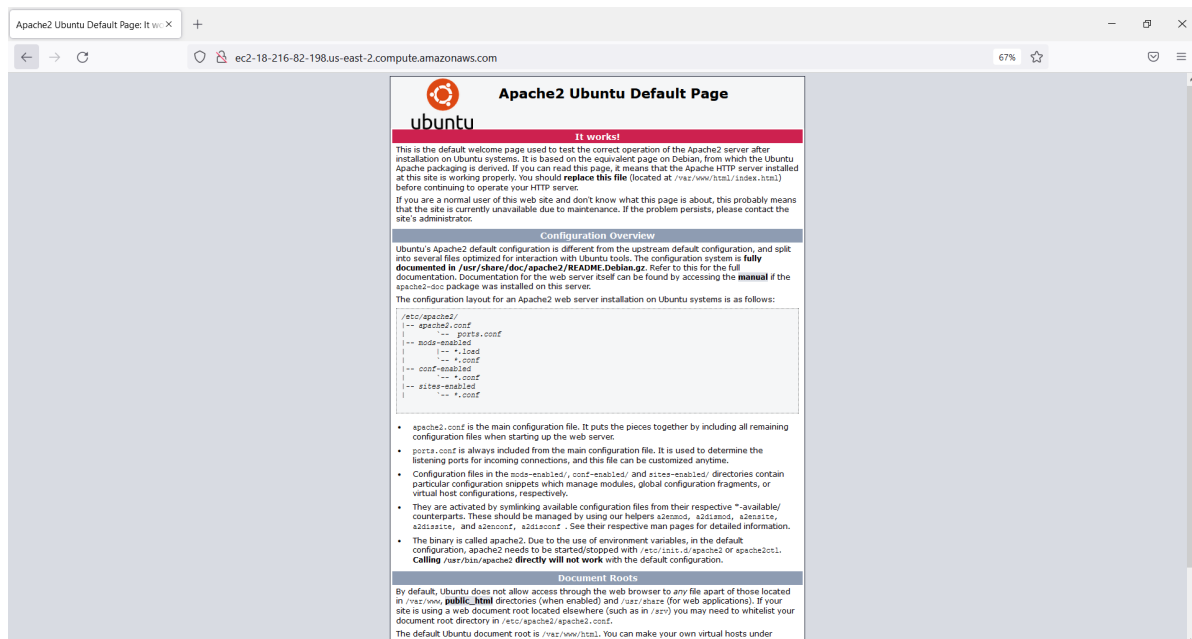 Apache2 Ubuntu Default Page: It wo
ec2-18-216-82-198.us-east-2.compute.amazonaws.com
67%
ubuntu
Apache2 Ubuntu Default Page
It works!
This is the default welcome page used to test the correct operation of the Apache2 server after
installation on Ubuntu systems. It is based on the equivalent page on Debian, from which the Ubuntu
Apache packaging is derived. If you can read this page, it means that the Apache HTTP server installed
at this site is working properly. You should replace this file (located at /var/www/html/index.html)
before continuing to operate your HTTP server.
If you are a normal user of this web site and don't know what this page is about, this probably means
that the site is currently unavailable due to maintenance. If the problem persists, please contact the
site's administrator.
Configuration Overview
Ubuntu's Apache2 default configuration is different from the upstream default configuration, and split
into several files optimized for interaction with Ubuntu tools. The configuration system is fully
documented in /usr/share/doc/apache2/README.Debian.gz. Refer to this for the full
documentation. Documentation for the web server itself can be found by accessing the manual if the
apache2-doc package was installed on this server.
The configuration layout for an Apache2 web server installation on Ubuntu systems is as follows:
/etc/apache2/
|-- apache2.conf
|       `--  ports.conf
|-- mods-enabled
|       |-- *.load
|       `-- *.conf
|-- conf-enabled
|       `-- *.conf
|-- sites-enabled
|       `-- *.conf
• apache2.conf is the main configuration file. It puts the pieces together by including all remaining
configuration files when starting up the web server.
• ports.conf is always included from the main configuration file. It is used to determine the
listening ports for incoming connections, and this file can be customized anytime.
• Configuration files in the mods-enabled/, conf-enabled/ and sites-enabled/ directories contain
particular configuration snippets which manage modules, global configuration fragments, or
virtual host configurations, respectively.
• They are activated by symlinking available configuration files from their respective *-available/
counterparts. These should be managed by using our helpers a2enmod, a2dismod, a2ensite,
a2dissite, and a2enconf, a2disconf . See their respective man pages for detailed information.
• The binary is called apache2. Due to the use of environment variables, in the default
configuration, apache2 needs to be started/stopped with /etc/init.d/apache2 or apache2ctl.
Calling /usr/bin/apache2 directly will not work with the default configuration.
Document Roots
By default, Ubuntu does not allow access through the web browser to any file apart of those located
in /var/www, public_html directories (when enabled) and /usr/share (for web applications). If your
site is using a web document root located elsewhere (such as in /srv) you may need to whitelist your
document root directory in /etc/apache2/apache2.conf.
The default Ubuntu document root is /var/www/html. You can make your own virtual hosts under